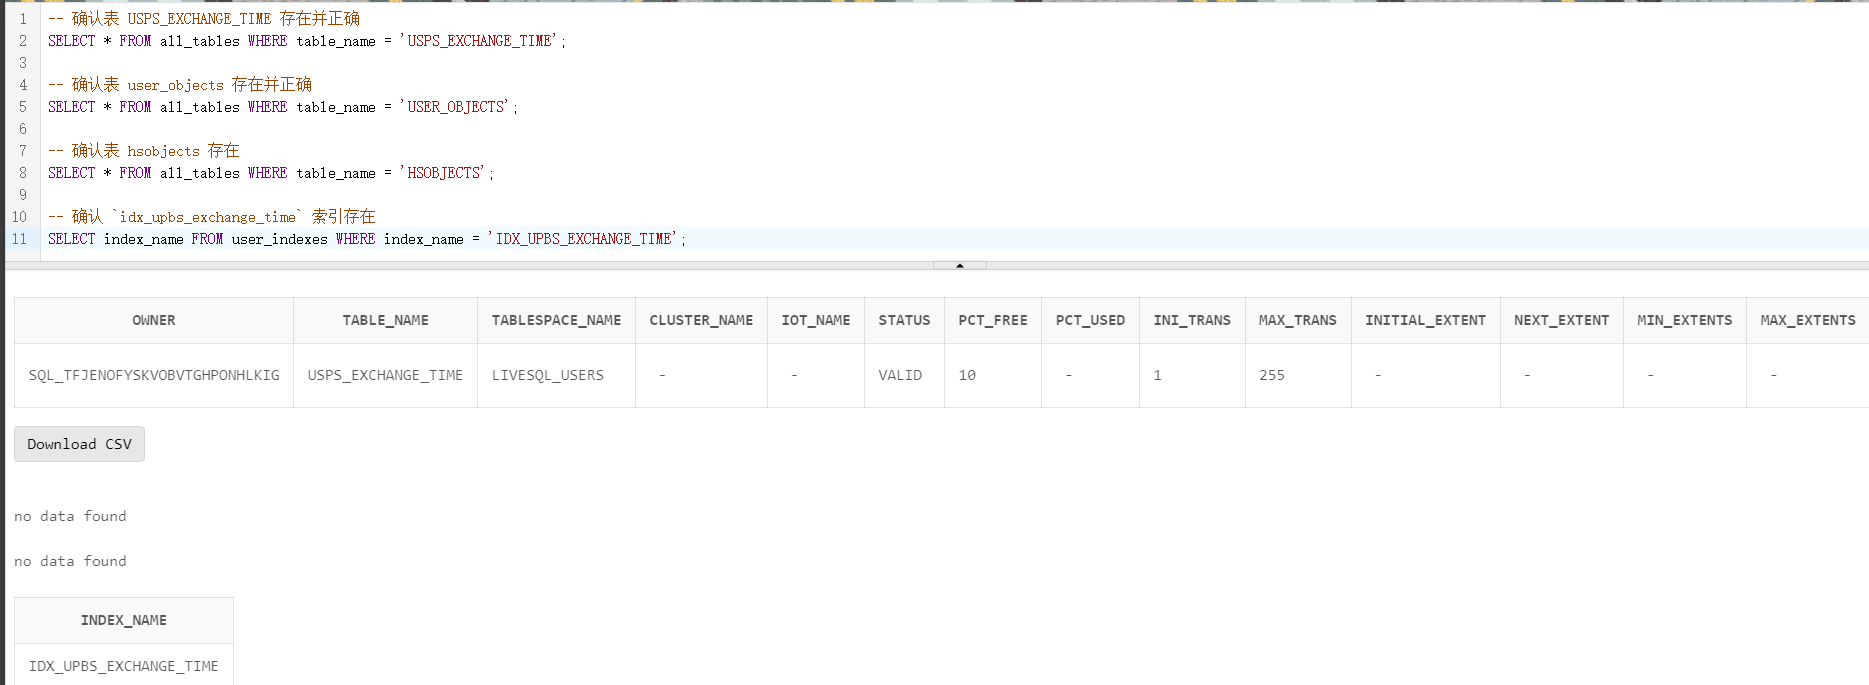 1 -- 确认表 USPS_EXCHANGE_TIME 存在并正确
2 SELECT * FROM all_tables WHERE table_name = 'USPS_EXCHANGE_TIME';
3
4 -- 确认表 user_objects 存在并正确
5 SELECT * FROM all_tables WHERE table_name = 'USER_OBJECTS';
6
7 -- 确认表 hsobjects 存在
8 SELECT * FROM all_tables WHERE table_name = 'HSOBJECTS';
9
10 -- 确认 `idx_upbs_exchange_time` 索引存在
11 SELECT index_name FROM user_indexes WHERE index_name = 'IDX_UPBS_EXCHANGE_TIME';
OWNER TABLE_NAME TABLESPACE_NAME CLUSTER_NAME IOT_NAME STATUS PCT_FREE PCT_USED INI_TRANS MAX_TRANS INITIAL_EXTENT NEXT_EXTENT MIN_EXTENTS MAX_EXTENTS
SQL_TFJENOFYSKVOBVTGHPONHLKIG USPS_EXCHANGE_TIME LIVESQL_USERS - - VALID 10 - 1 255 - - - -
Download CSV
no data found
no data found
INDEX_NAME
IDX_UPBS_EXCHANGE_TIME